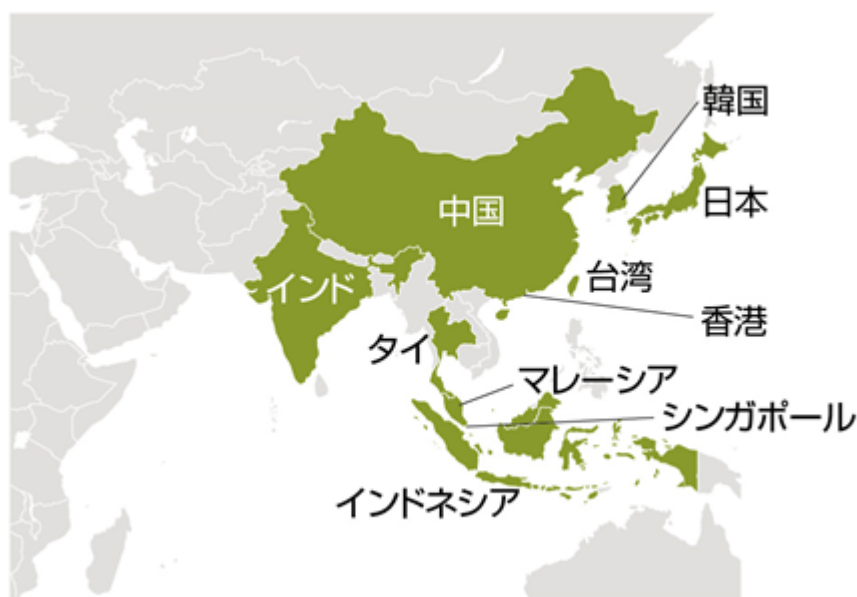 韓国
中国
日本
台湾
インド
香港
タイ
マレーシア
シンガポール
インドネシア